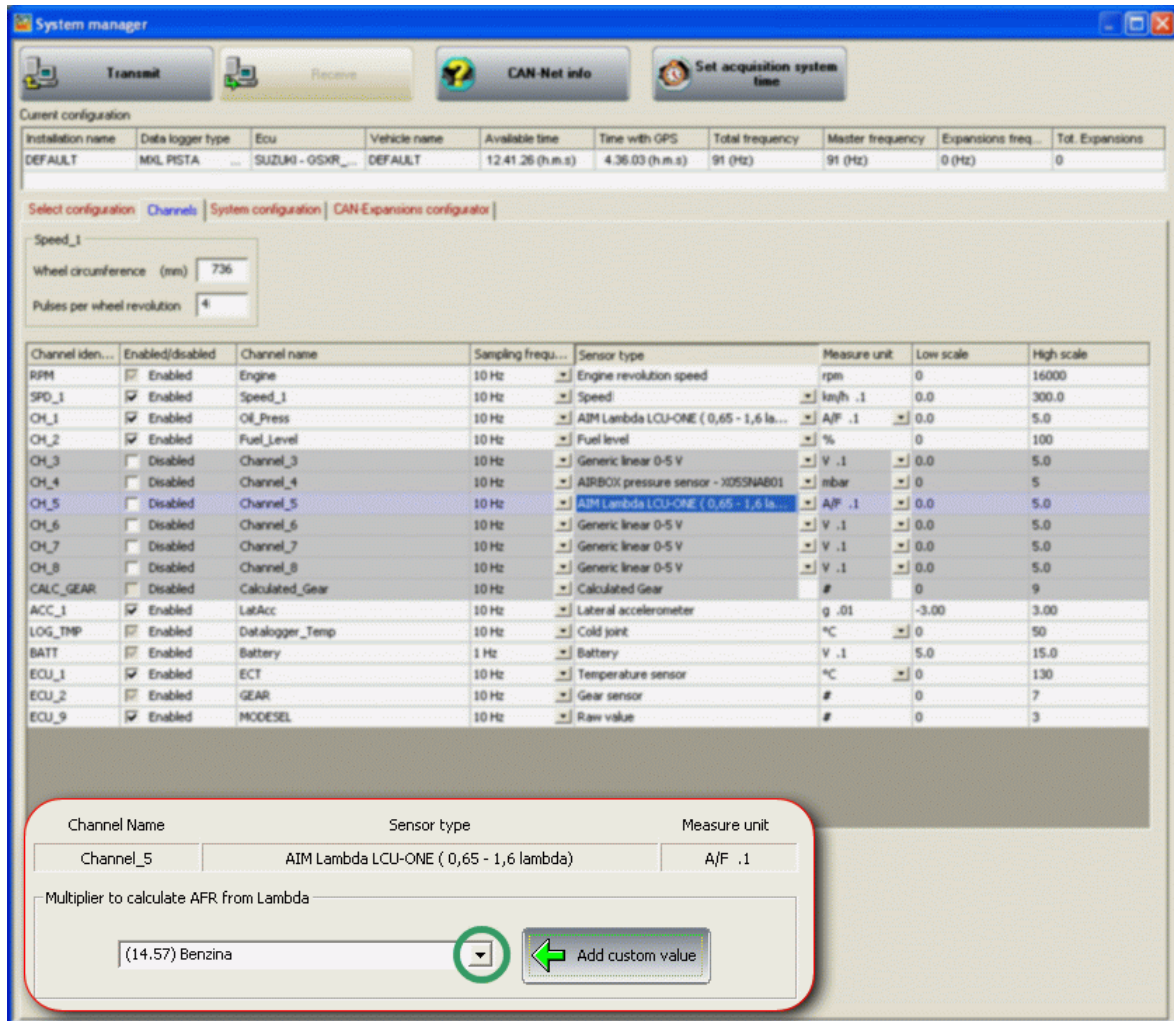 System manager
Transmit Receive CAN-Net info Set acquisition system time
Current configuration
Installation name Data logger type Ecu Vehicle name Available time Time with GPS Total frequency Master frequency Expansions freq... Tot. Expansions
DEFAULT MXL PISTA ... SUZUKI - GSXR_... DEFAULT 12.41.26 (h.m.s) 4.36.03 (h.m.s) 91 (Hz) 91 (Hz) 0 (Hz) 0
Select configuration Channels System configuration CAN-Expansions configurator
Speed_1
Wheel circumference (mm) 736
Pulses per wheel revolution 4
Channel iden... Enabled/disabled Channel name Sampling frequ... Sensor type Measure unit Low scale High scale
RPM Enabled Engine 10 Hz Engine revolution speed rpm 0 16000
SPD_1 Enabled Speed_1 10 Hz Speed km/h .1 0.0 300.0
CH_1 Enabled Oil_Press 10 Hz AIM Lambda LCU-ONE ( 0,65 - 1,6 la... A/F .1 0.0 5.0
CH_2 Enabled Fuel_Level 10 Hz Fuel level % 0 100
CH_3 Disabled Channel_3 10 Hz Generic linear 0-5 V V .1 0.0 5.0
CH_4 Disabled Channel_4 10 Hz AIRBOX pressure sensor - X05SNAB01 mbar 0 5
CH_5 Disabled Channel_5 10 Hz AIM Lambda LCU-ONE ( 0,65 - 1,6 la... A/F .1 0.0 5.0
CH_6 Disabled Channel_6 10 Hz Generic linear 0-5 V V .1 0.0 5.0
CH_7 Disabled Channel_7 10 Hz Generic linear 0-5 V V .1 0.0 5.0
CH_8 Disabled Channel_8 10 Hz Generic linear 0-5 V V .1 0.0 5.0
CALC_GEAR Disabled Calculated_Gear 10 Hz Calculated Gear # 0 9
ACC_1 Enabled LatAcc 10 Hz Lateral accelerometer g .01 -3.00 3.00
LOG_TMP Enabled Datalogger_Temp 10 Hz Cold joint °C 0 50
BATT Enabled Battery 1 Hz Battery V .1 5.0 15.0
ECU_1 Enabled ECT 10 Hz Temperature sensor °C 0 130
ECU_2 Enabled GEAR 10 Hz Gear sensor # 0 7
ECU_9 Enabled MODESEL 10 Hz Raw value # 0 3
Channel Name Sensor type Measure unit
Channel_5 AIM Lambda LCU-ONE ( 0,65 - 1,6 lambda) A/F .1
Multiplier to calculate AFR from Lambda
(14.57) Benzina Add custom value